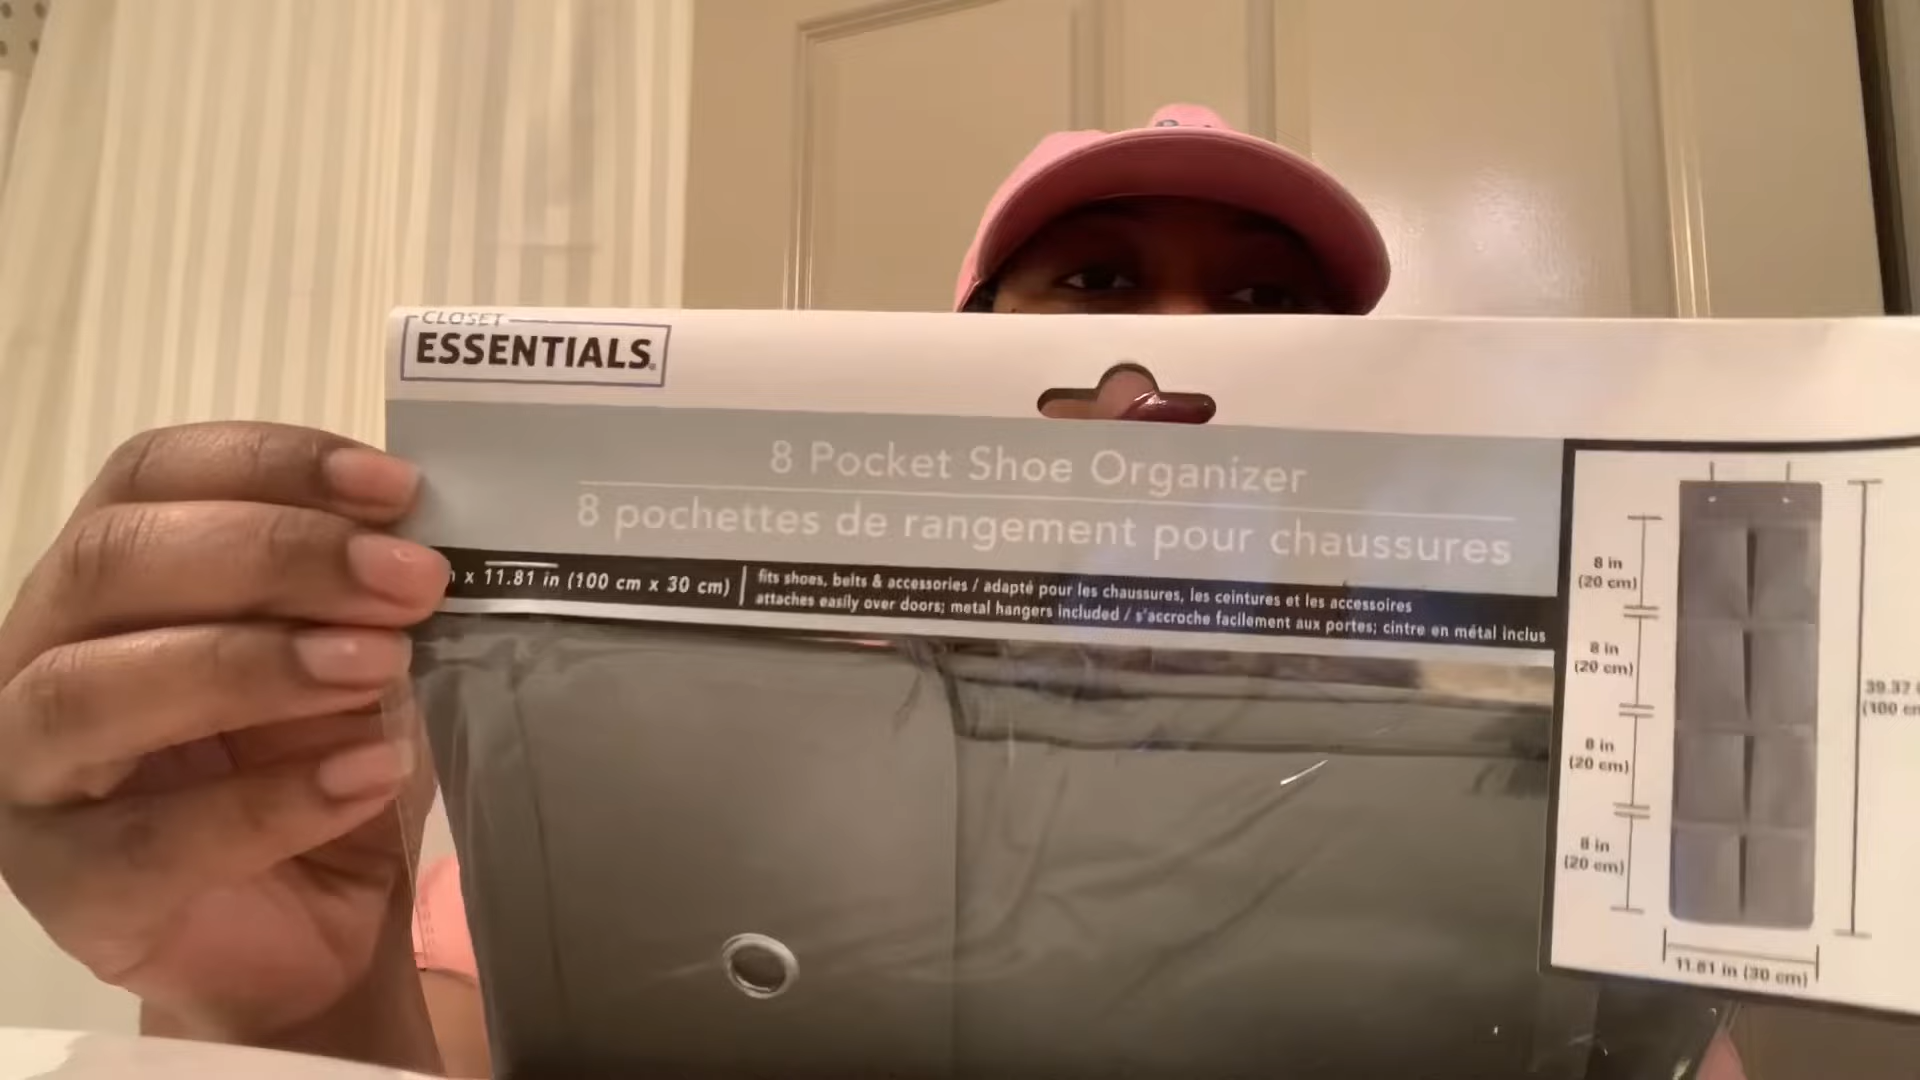 CLOSET
ESSENTIALS
8 Pocket Shoe Organizer
8 pochettes de rangement pour chaussures
x 11.81 in (100 cm x 30 cm)
fits shoes, belts & accessories / adapté pour les chaussures, les ceintures et les accessoires
attaches easily over doors; metal hangers included / s'accroche facilement aux portes; cintre en métal inclus
8 in
(20 cm)
8 in
(20 cm)
8 in
(20 cm)
8 in
(20 cm)
39.37
(100
11.81 in (30 cm)